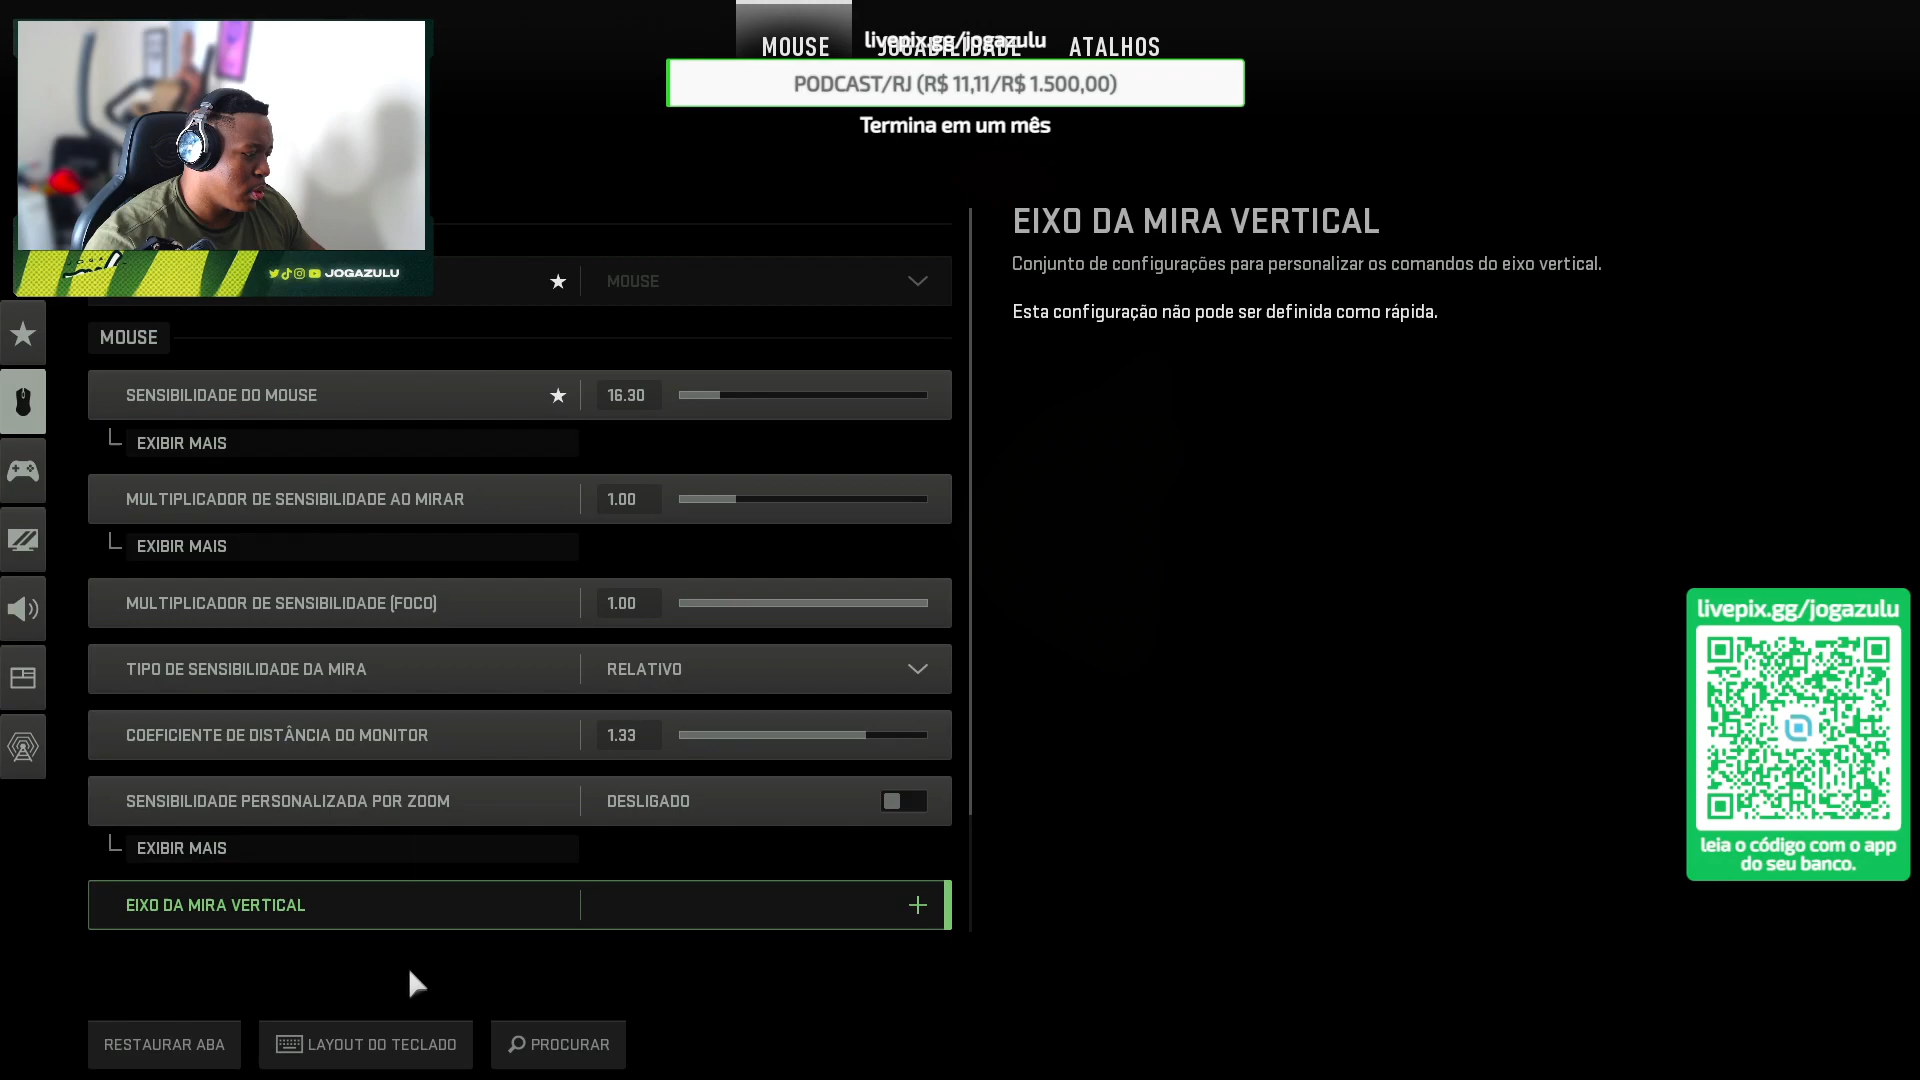 MOUSE
JOGABILIDADE
ATALHOS
livepix.gg/jogazulu
PODCAST/RJ (R$ 11,11/R$ 1.500,00)
Termina em um mês
JOGAZULU
MOUSE
MOUSE
SENSIBILIDADE DO MOUSE
16.30
EXIBIR MAIS
MULTIPLICADOR DE SENSIBILIDADE AO MIRAR
1.00
EXIBIR MAIS
MULTIPLICADOR DE SENSIBILIDADE (FOCO)
1.00
TIPO DE SENSIBILIDADE DA MIRA
RELATIVO
COEFICIENTE DE DISTÂNCIA DO MONITOR
1.33
SENSIBILIDADE PERSONALIZADA POR ZOOM
DESLIGADO
EXIBIR MAIS
EIXO DA MIRA VERTICAL
RESTAURAR ABA
LAYOUT DO TECLADO
PROCURAR
EIXO DA MIRA VERTICAL
Conjunto de configurações para personalizar os comandos do eixo vertical.
Esta configuração não pode ser definida como rápida.
livepix.gg/jogazulu
leia o código com o app
do seu banco.